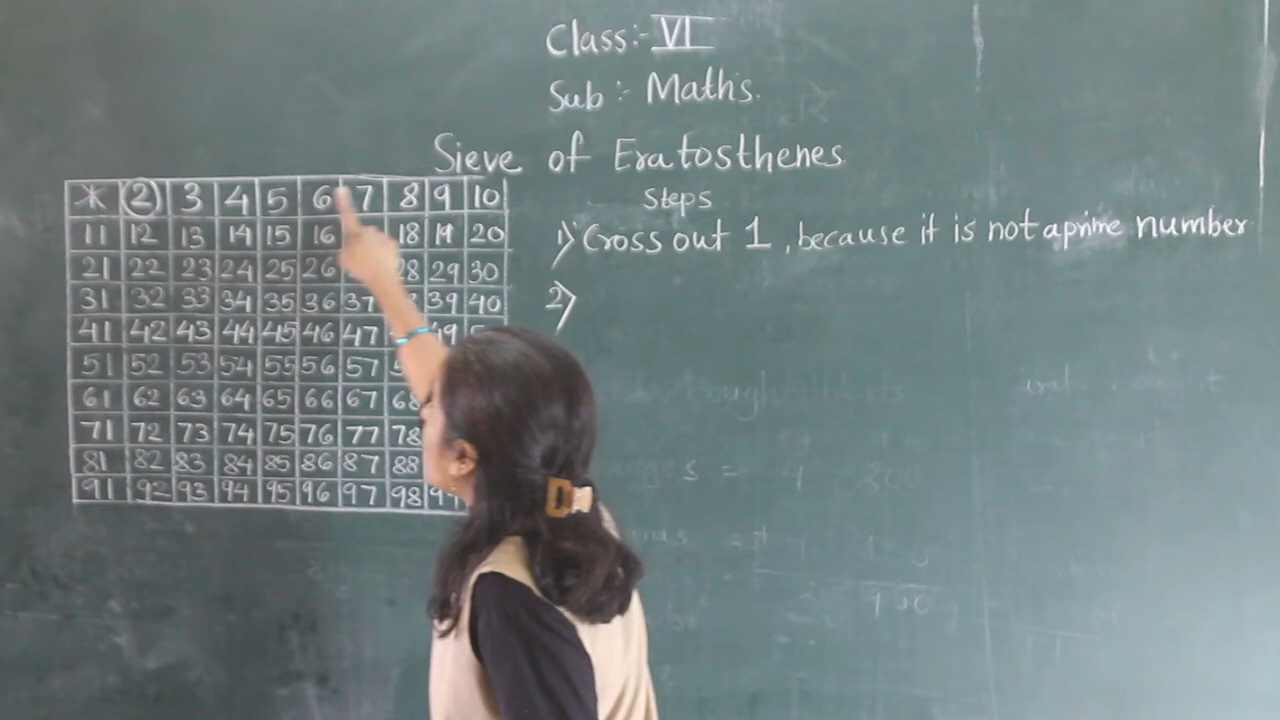 Class:- VI
Sub :- Maths.
Sieve of Eratosthenes
Steps
1) Cross out 1, because it is not a prime number
2)
1 2 3 4 5 6 7 8 9 10
11 12 13 14 15 16 18 19 20
21 22 23 24 25 26 28 29 30
31 32 33 34 35 36 37 39 40
41 42 43 44 45 46 47 49
51 52 53 54 55 56 57
61 62 63 64 65 66 67 68
71 72 73 74 75 76 77 78
81 82 83 84 85 86 87 88
91 92 93 94 95 96 97 98